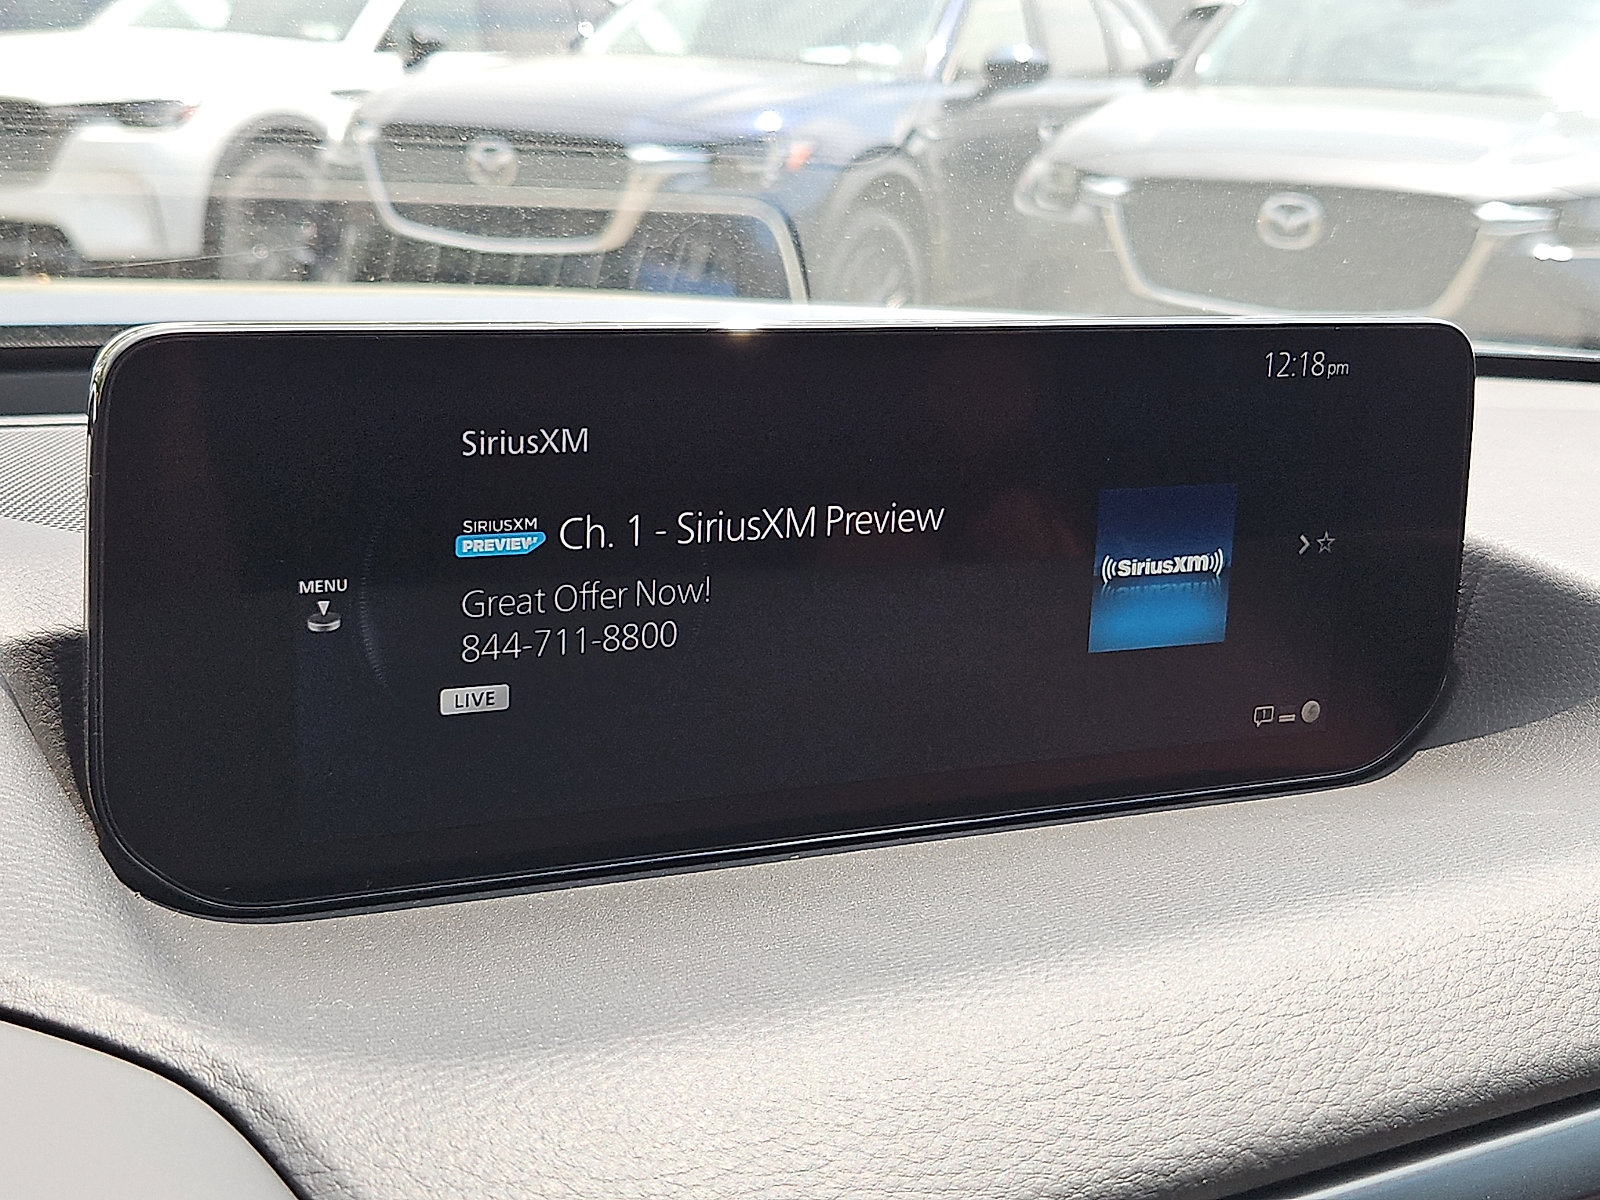 12:18pm
SiriusXM
SIRIUSXM
PREVIEW
Ch. 1 - SiriusXM Preview
((SiriusXM))
MENU
Great Offer Now!
844-711-8800
LIVE